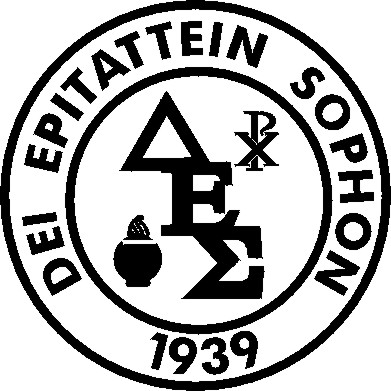 DEI EPITATTEIN SOPHON
ΔΕΣ
☧
1939